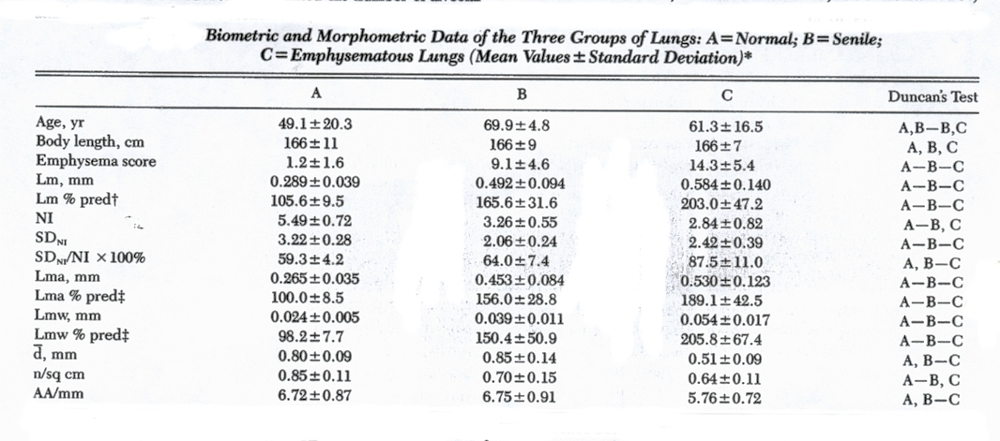 Biometric and Morphometric Data of the Three Groups of Lungs: A=Normal; B=Senile;
C=Emphysematous Lungs (Mean Values ± Standard Deviation)*
A B C Duncan's Test
Age, yr 49.1±20.3 69.9±4.8 61.3±16.5 A,B—B,C
Body length, cm 166±11 166±9 166±7 A, B, C
Emphysema score 1.2±1.6 9.1±4.6 14.3±5.4 A—B—C
Lm, mm 0.289±0.039 0.492±0.094 0.584±0.140 A—B—C
Lm % pred† 105.6±9.5 165.6±31.6 203.0±47.2 A—B—C
NI 5.49±0.72 3.26±0.55 2.84±0.82 A—B, C
SD_NI 3.22±0.28 2.06±0.24 2.42±0.39 A—B—C
SD_NI/NI ×100% 59.3±4.2 64.0±7.4 87.5±11.0 A, B—C
Lma, mm 0.265±0.035 0.453±0.084 0.530±0.123 A—B—C
Lma % pred‡ 100.0±8.5 156.0±28.8 189.1±42.5 A—B—C
Lmw, mm 0.024±0.005 0.039±0.011 0.054±0.017 A—B—C
Lmw % pred‡ 98.2±7.7 150.4±50.9 205.8±67.4 A—B—C
d̄, mm 0.80±0.09 0.85±0.14 0.51±0.09 A, B—C
n/sq cm 0.85±0.11 0.70±0.15 0.64±0.11 A—B, C
AA/mm 6.72±0.87 6.75±0.91 5.76±0.72 A, B—C